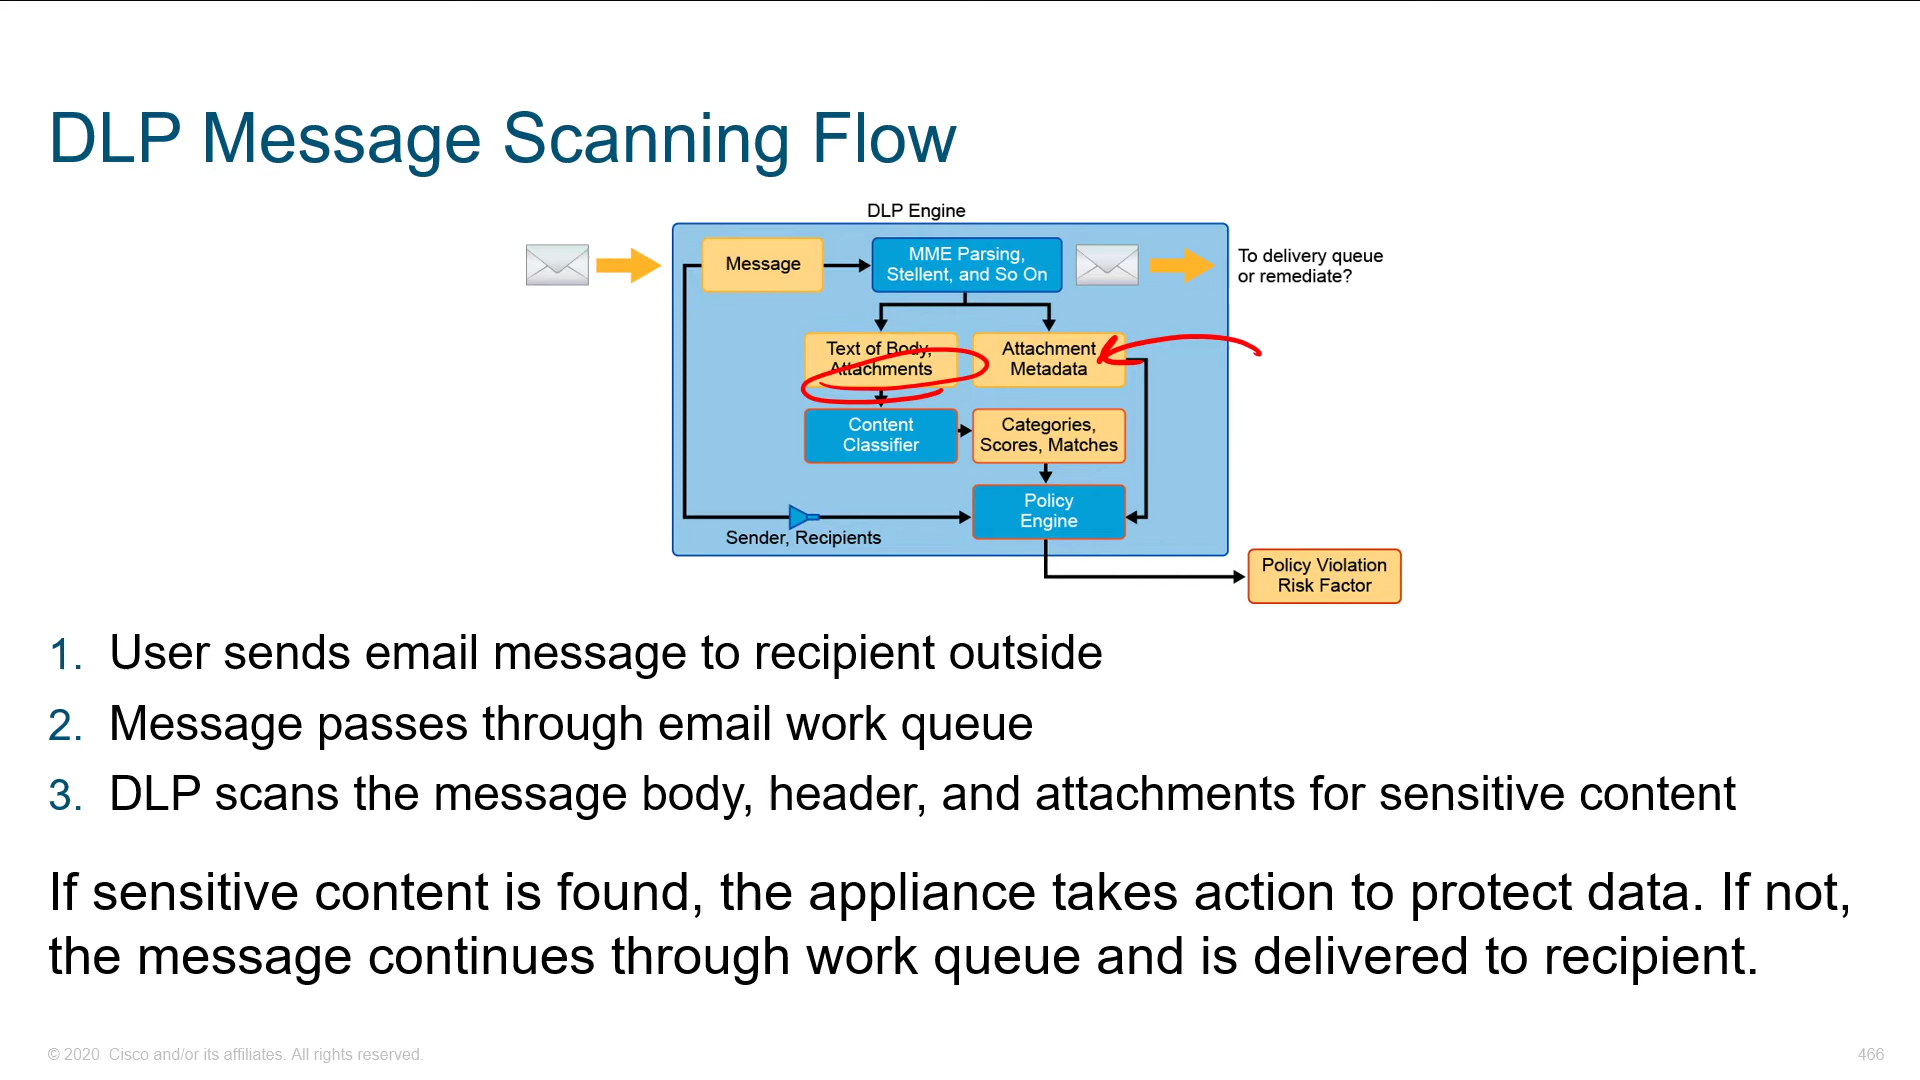 DLP Message Scanning Flow
DLP Engine
Message
MME Parsing,
Stellent, and So On
To delivery queue
or remediate?
Text of Body,
Attachments
Attachment
Metadata
Content
Classifier
Categories,
Scores, Matches
Policy
Engine
Sender, Recipients
Policy Violation
Risk Factor
1. User sends email message to recipient outside
2. Message passes through email work queue
3. DLP scans the message body, header, and attachments for sensitive content
If sensitive content is found, the appliance takes action to protect data. If not,
the message continues through work queue and is delivered to recipient.
© 2020 Cisco and/or its affiliates. All rights reserved.
466